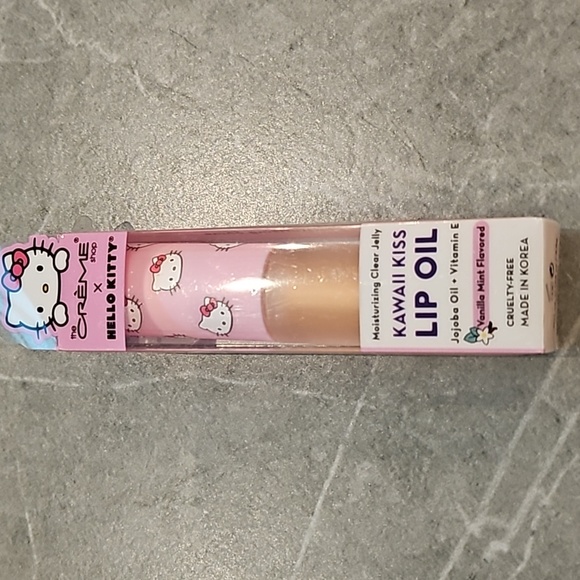 the
CRÈME®
shop
x
HELLO KITTY®
Moisturizing Clear Jelly
KAWAII KISS
LIP OIL
Jojoba Oil + Vitamin E
Vanilla Mint Flavored
CRUELTY-FREE
MADE IN KOREA